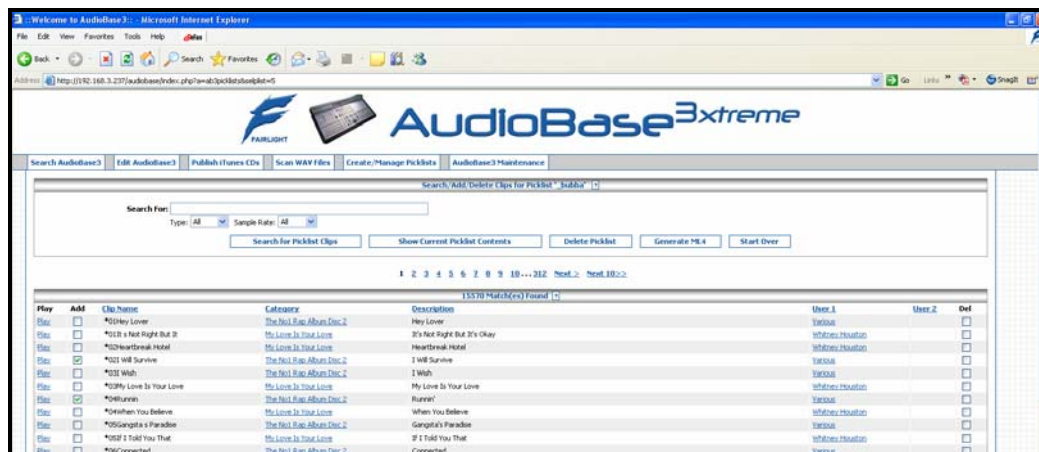 ::Welcome to AudioBase3:: - Microsoft Internet Explorer
File Edit View Favorites Tools Help
Back Search Favorites
Address http://192.168.3.237/audiobase/index.php?a=ab3picklists&selplist=5 Go Links SnagIt
FAIRLIGHT AudioBase3xtreme
Search AudioBase3 Edit AudioBase3 Publish iTunes CDs Scan WAV Files Create/Manage Picklists AudioBase3 Maintenance
Search/Add/Delete Clips for Picklist '_bubba' [?]
Search For:
Type: All Sample Rate: All
Search for Picklist Clips Show Current Picklist Contents Delete Picklist Generate ML4 Start Over
1 2 3 4 5 6 7 8 9 10...312 Next > Next 10>>
15570 Match(es) Found [?]
Play Add Clip Name Category Description User 1 User 2 Del
Play *01Hey Lover The No1 Rap Album Disc 2 Hey Lover Various
Play *01It s Not Right But It My Love Is Your Love It's Not Right But It's Okay Whitney Houston
Play *02Heartbreak Hotel My Love Is Your Love Heartbreak Hotel Whitney Houston
Play *02I Will Survive The No1 Rap Album Disc 2 I Will Survive Various
Play *03I Wish The No1 Rap Album Disc 2 I Wish Various
Play *03My Love Is Your Love My Love Is Your Love My Love Is Your Love Whitney Houston
Play *04Runnin The No1 Rap Album Disc 2 Runnin' Various
Play *04When You Believe My Love Is Your Love When You Believe Whitney Houston
Play *05Gangsta s Paradise The No1 Rap Album Disc 2 Gangsta's Paradise Various
Play *05If I Told You That My Love Is Your Love If I Told You That Whitney Houston
Play *06Connected The No1 Rap Album Disc 2 Connected Various